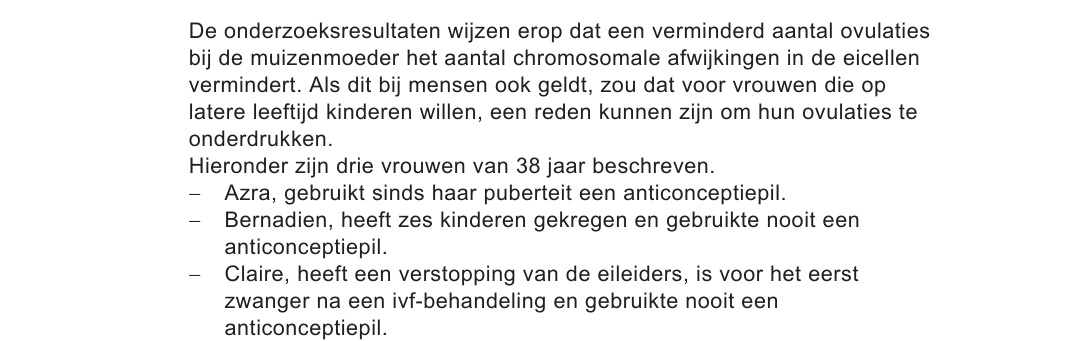 De onderzoeksresultaten wijzen erop dat een verminderd aantal ovulaties
bij de muizenmoeder het aantal chromosomale afwijkingen in de eicellen
vermindert. Als dit bij mensen ook geldt, zou dat voor vrouwen die op
latere leeftijd kinderen willen, een reden kunnen zijn om hun ovulaties te
onderdrukken.
Hieronder zijn drie vrouwen van 38 jaar beschreven.
– Azra, gebruikt sinds haar puberteit een anticonceptiepil.
– Bernadien, heeft zes kinderen gekregen en gebruikte nooit een
anticonceptiepil.
– Claire, heeft een verstopping van de eileiders, is voor het eerst
zwanger na een ivf-behandeling en gebruikte nooit een
anticonceptiepil.